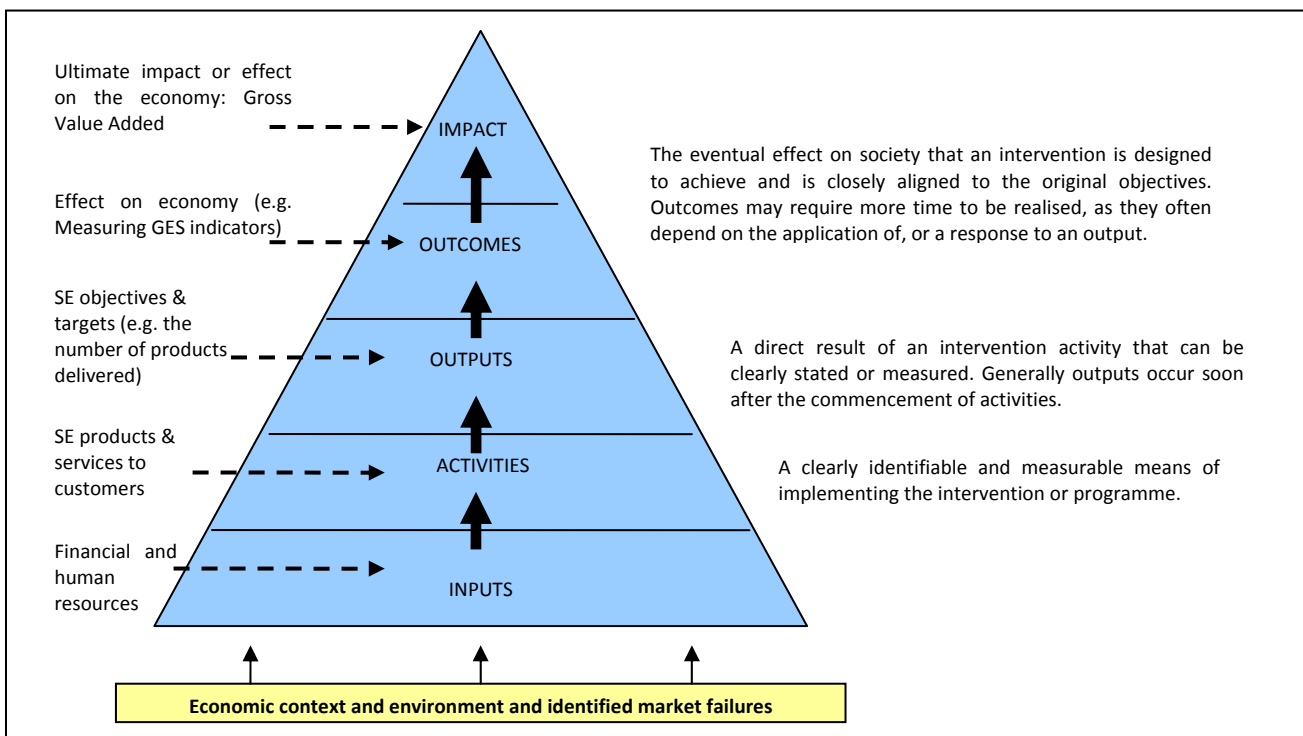 Ultimate impact or effect
on the economy: Gross
Value Added
IMPACT
The eventual effect on society that an intervention is designed
to achieve and is closely aligned to the original objectives.
Outcomes may require more time to be realised, as they often
depend on the application of, or a response to an output.
Effect on economy (e.g.
Measuring GES indicators)
OUTCOMES
SE objectives &
targets (e.g. the
number of products
delivered)
OUTPUTS
A direct result of an intervention activity that can be
clearly stated or measured. Generally outputs occur soon
after the commencement of activities.
SE products &
services to
customers
ACTIVITIES
A clearly identifiable and measurable means of
implementing the intervention or programme.
Financial and
human
resources
INPUTS
Economic context and environment and identified market failures